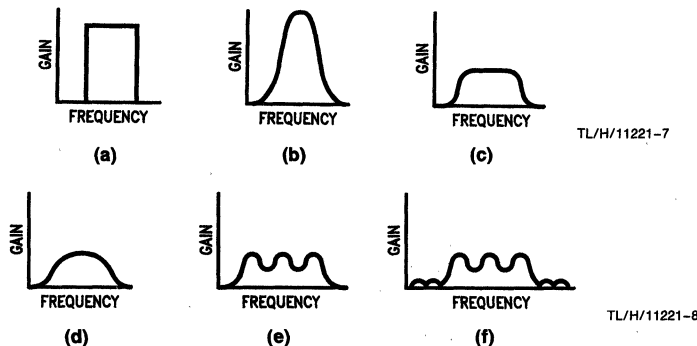 GAIN
FREQUENCY
(a)
GAIN
FREQUENCY
(b)
GAIN
FREQUENCY
(c)
TL/H/11221–7
GAIN
FREQUENCY
(d)
GAIN
FREQUENCY
(e)
GAIN
FREQUENCY
(f)
TL/H/11221–8